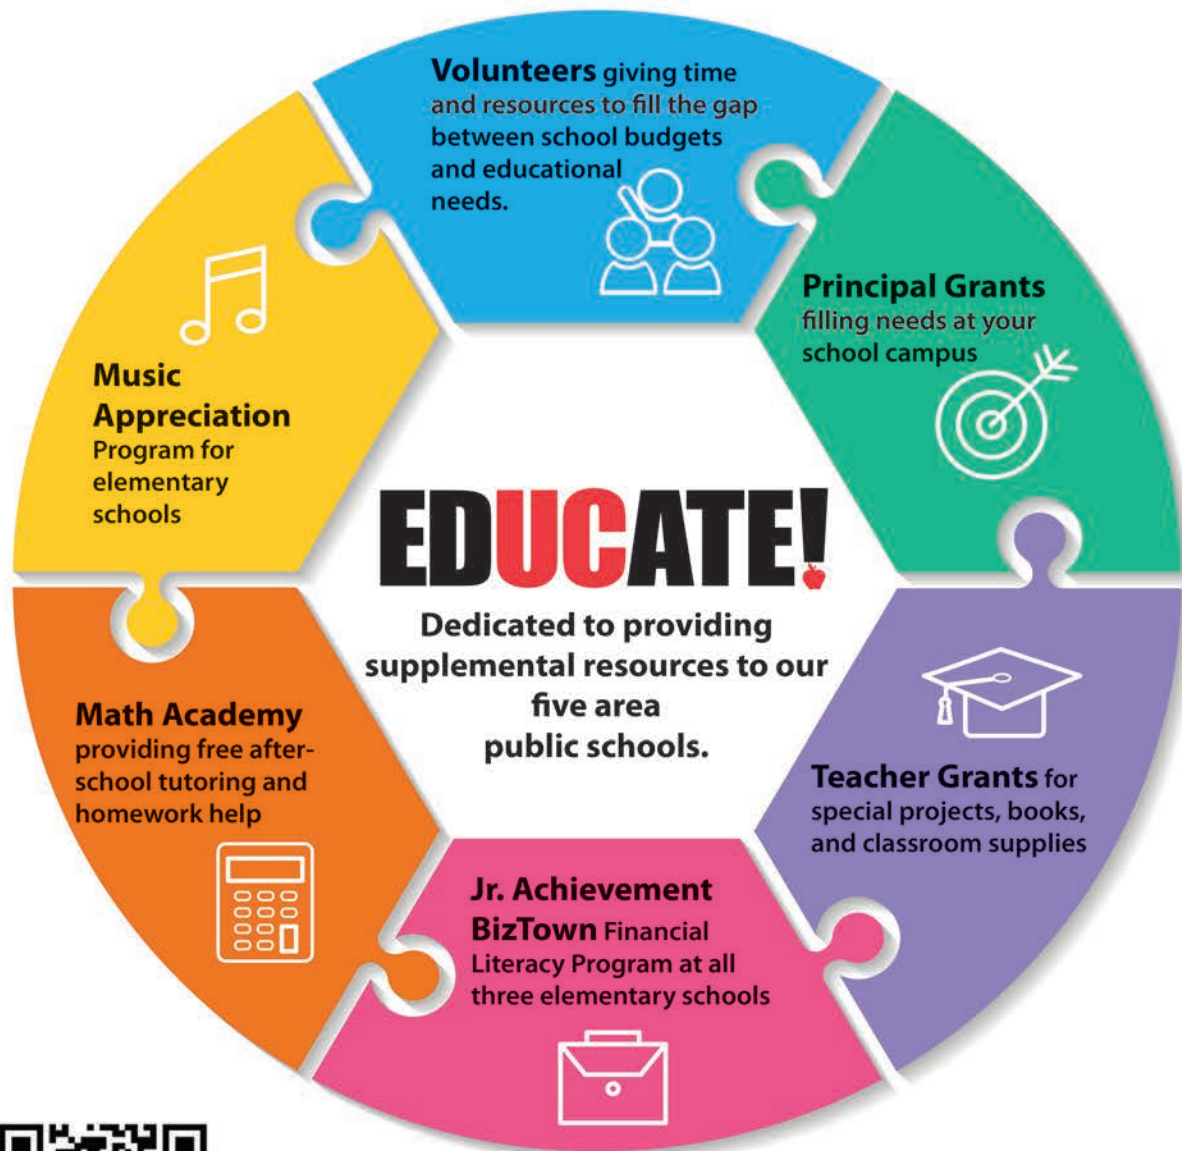 Volunteers giving time
and resources to fill the gap
between school budgets
and educational
needs.
Principal Grants
filling needs at your
school campus
Music
Appreciation
Program for
elementary
schools
EDUCATE!
Dedicated to providing
supplemental resources to our
five area
public schools.
Math Academy
providing free after-
school tutoring and
homework help
Teacher Grants for
special projects, books,
and classroom supplies
Jr. Achievement
BizTown Financial
Literacy Program at all
three elementary schools